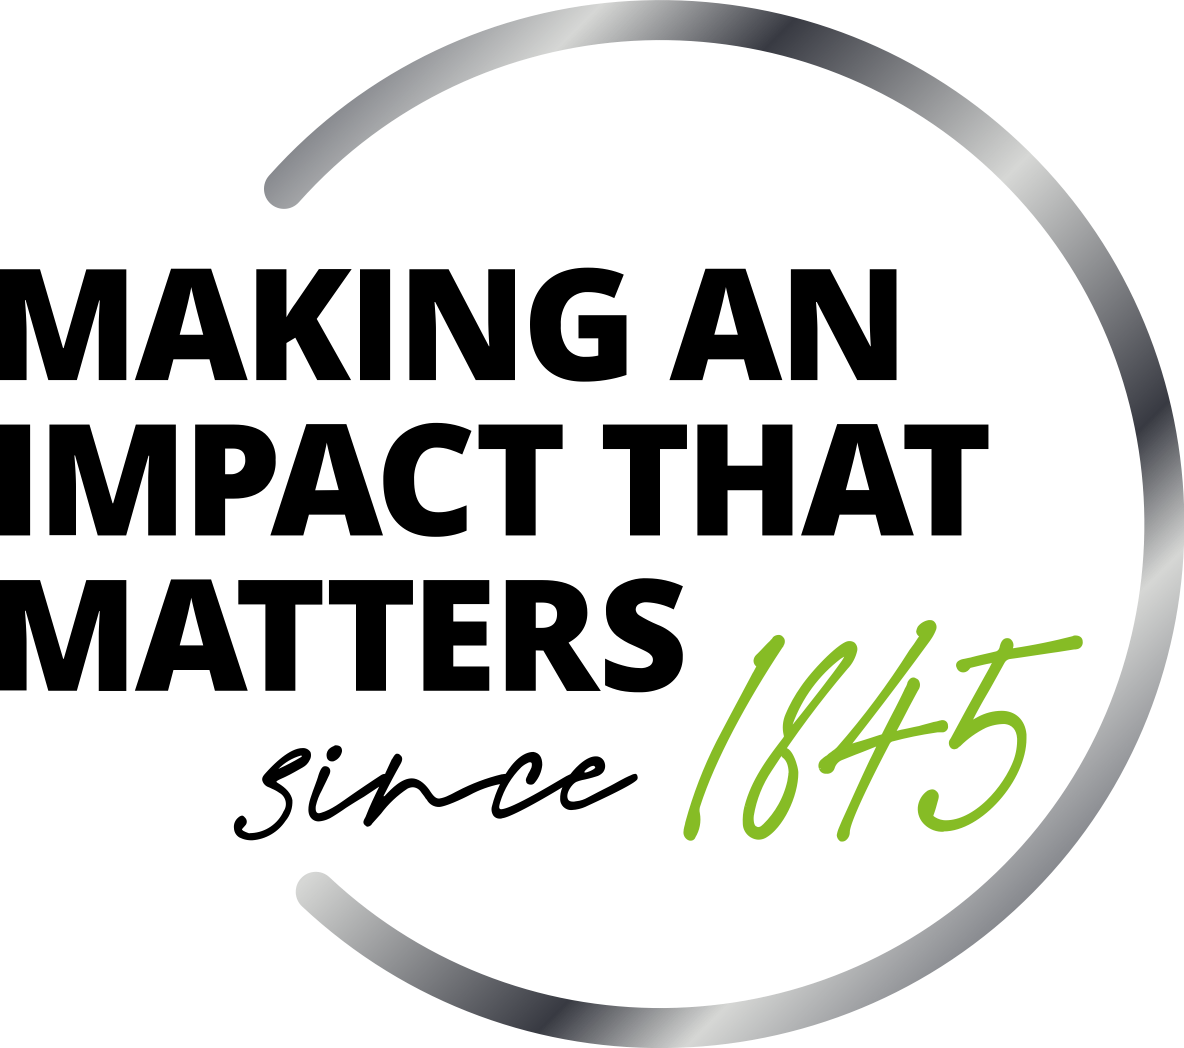 MAKING AN
IMPACT THAT
MATTERS
since 1845